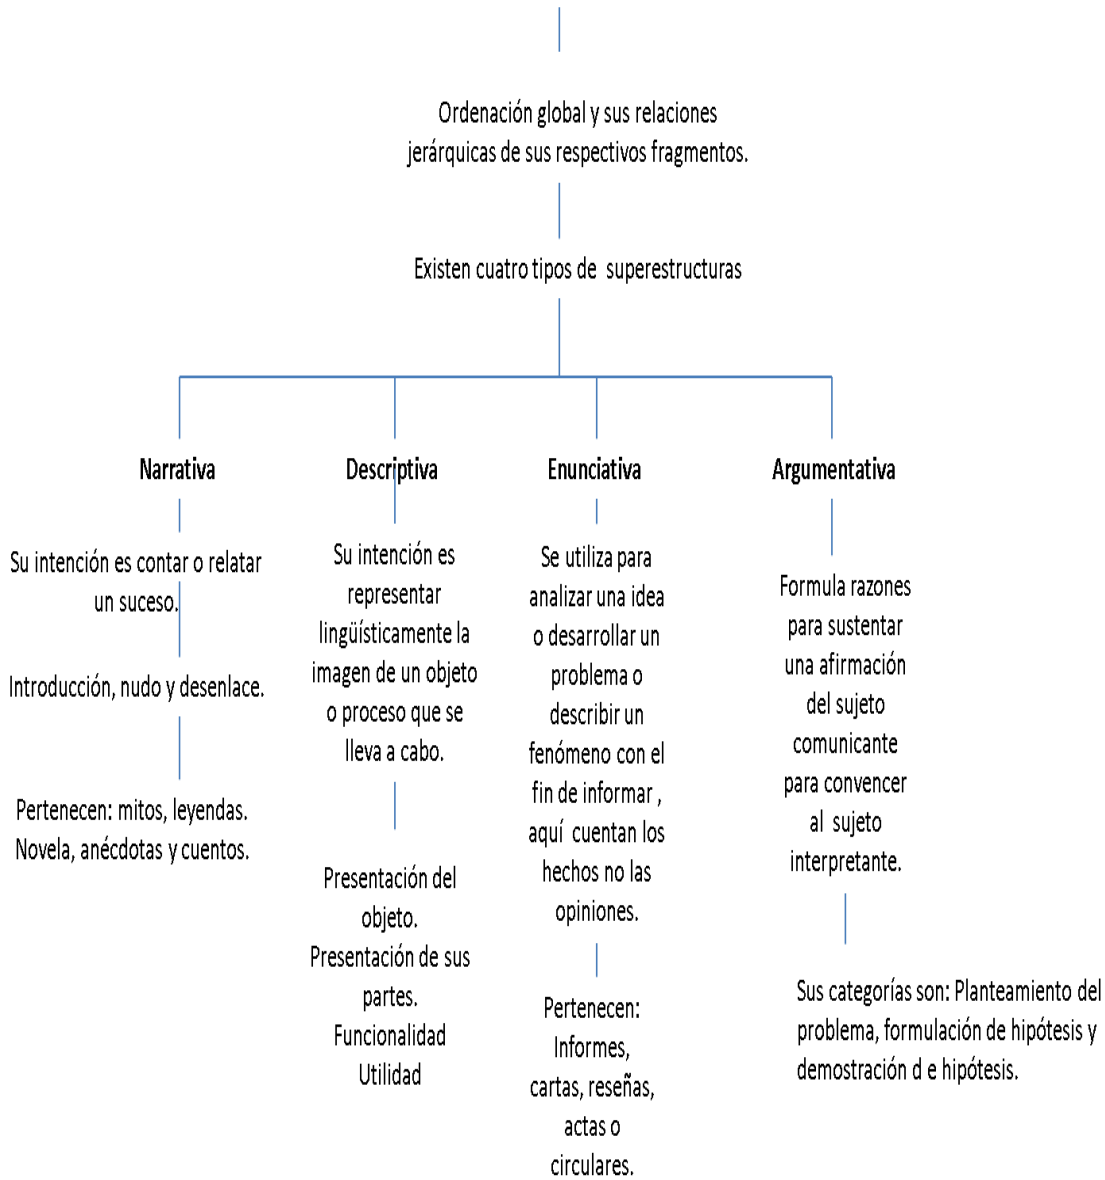 Ordenación global y sus relaciones
jerárquicas de sus respectivos fragmentos.
Existen cuatro tipos de superestructuras
Narrativa
Su intención es contar o relatar
un suceso.
Introducción, nudo y desenlace.
Pertenecen: mitos, leyendas.
Novela, anécdotas y cuentos.
Descriptiva
Su intención es
representar
lingüísticamente la
imagen de un objeto
o proceso que se
lleva a cabo.
Presentación del
objeto.
Presentación de sus
partes.
Funcionalidad
Utilidad
Enunciativa
Se utiliza para
analizar una idea
o desarrollar un
problema o
describir un
fenómeno con el
fin de informar ,
aquí cuentan los
hechos no las
opiniones.
Pertenecen:
Informes,
cartas, reseñas,
actas o
circulares.
Argumentativa
Formula razones
para sustentar
una afirmación
del sujeto
comunicante
para convencer
al sujeto
interpretante.
Sus categorías son: Planteamiento del
problema, formulación de hipótesis y
demostración d e hipótesis.